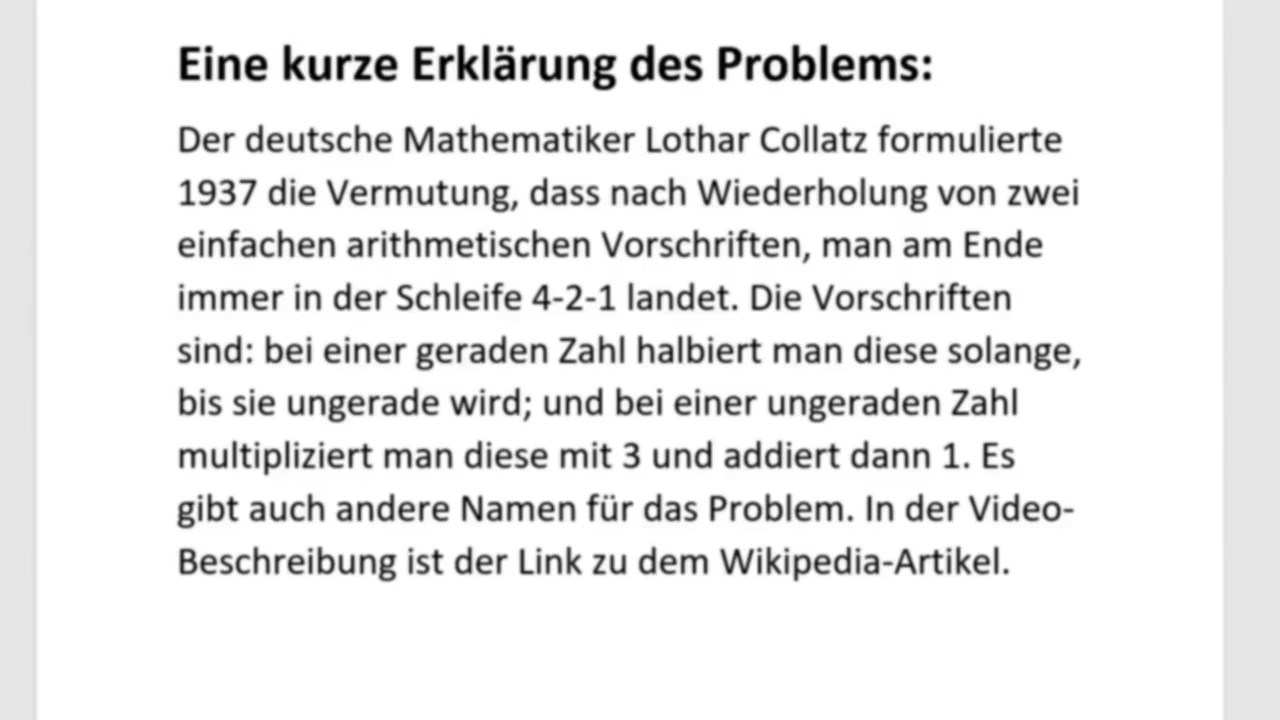 Eine kurze Erklärung des Problems:
Der deutsche Mathematiker Lothar Collatz formulierte
1937 die Vermutung, dass nach Wiederholung von zwei
einfachen arithmetischen Vorschriften, man am Ende
immer in der Schleife 4-2-1 landet. Die Vorschriften
sind: bei einer geraden Zahl halbiert man diese solange,
bis sie ungerade wird; und bei einer ungeraden Zahl
multipliziert man diese mit 3 und addiert dann 1. Es
gibt auch andere Namen für das Problem. In der Video-
Beschreibung ist der Link zu dem Wikipedia-Artikel.